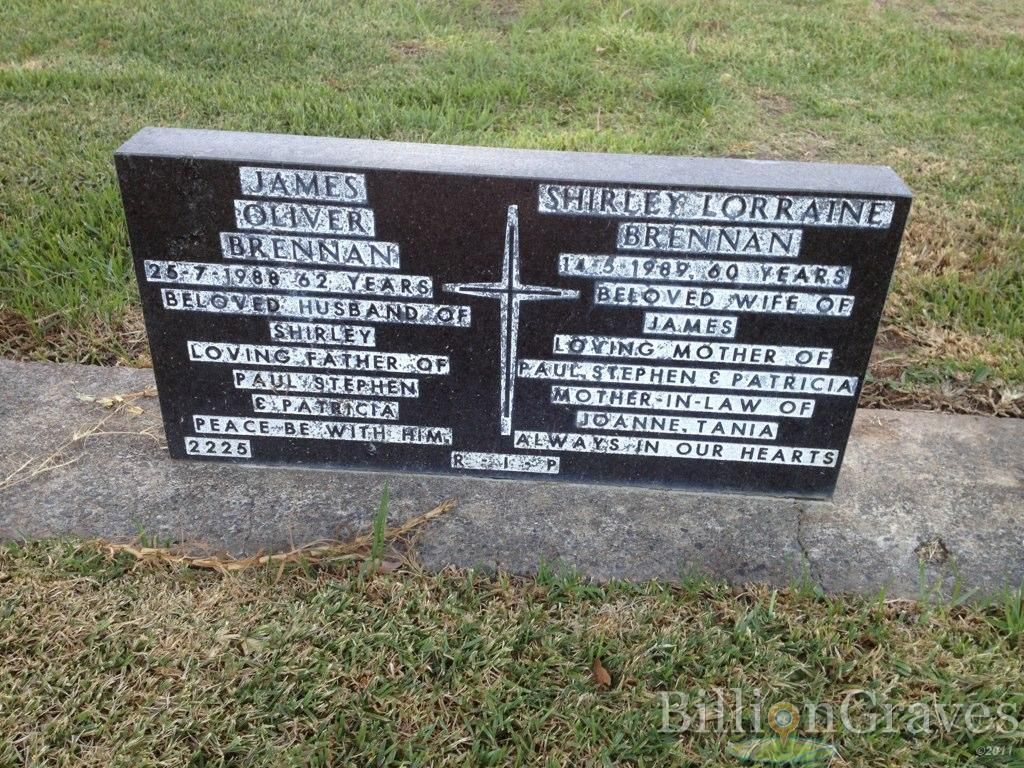 JAMES
OLIVER
BRENNAN
25-7-1988 62 YEARS
BELOVED HUSBAND OF
SHIRLEY
LOVING FATHER OF
PAUL, STEPHEN
& PATRICIA
PEACE BE WITH HIM
2225
SHIRLEY LORRAINE
BRENNAN
14-5-1989, 60 YEARS
BELOVED WIFE OF
JAMES
LOVING MOTHER OF
PAUL, STEPHEN & PATRICIA
MOTHER-IN-LAW OF
JOANNE, TANIA
ALWAYS IN OUR HEARTS
R-I-P
BillionGraves
©2011